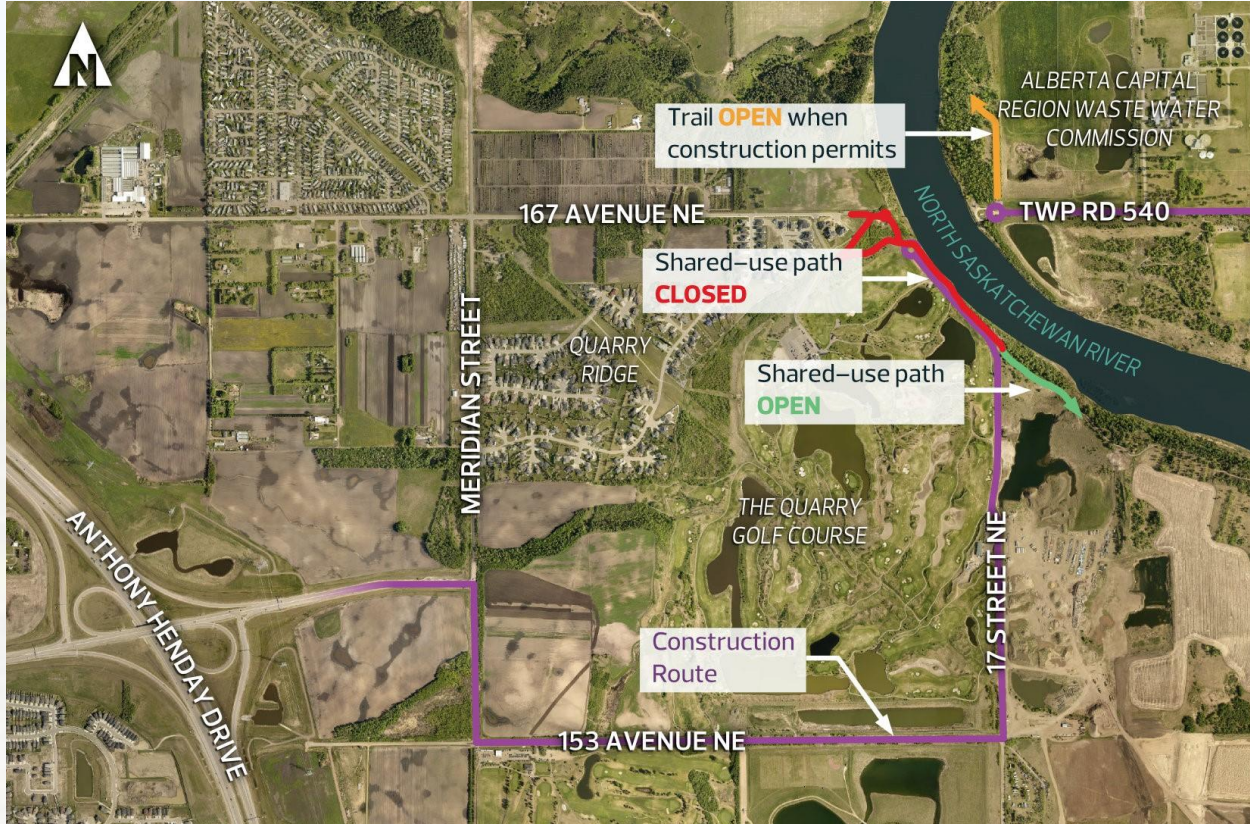 N
ALBERTA CAPITAL
REGION WASTE WATER
COMMISSION
Trail OPEN when
construction permits
167 AVENUE NE
TWP RD 540
NORTH SASKATCHEWAN RIVER
Shared-use path
CLOSED
MERIDIAN STREET
QUARRY
RIDGE
Shared-use path
OPEN
THE QUARRY
GOLF COURSE
ANTHONY HENDAY DRIVE
17 STREET NE
Construction
Route
153 AVENUE NE